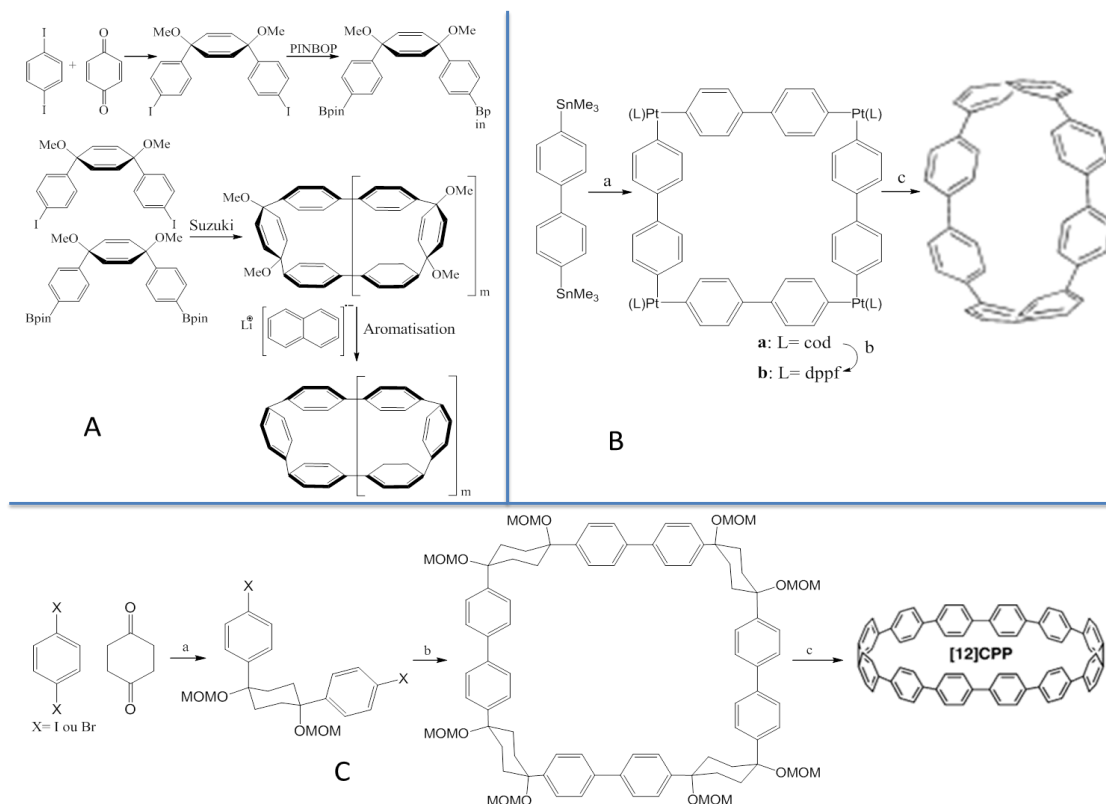 I
+
I
O
O
MeO
OMe
I
I
PINBOP
MeO
OMe
Bpin
Bp
in
MeO
OMe
I
I
MeO
OMe
Bpin
Bpin
Suzuki
MeO
OMe
MeO
OMe
m
Li⊕
•−
Aromatisation
m
A
SnMe3
SnMe3
a
(L)Pt
Pt(L)
(L)Pt
Pt(L)
c
a: L= cod
b
b: L= dppf
B
X
X
O
O
X= I ou Br
a
X
X
MOMO
OMOM
b
MOMO
OMOM
MOMO
OMOM
MOMO
OMOM
MOMO
OMOM
c
[12]CPP
C